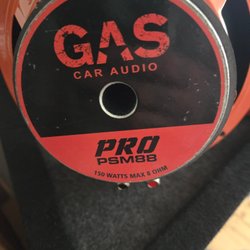 GAS
CAR AUDIO
PRO
PSM88
150 WATTS MAX 8 OHM